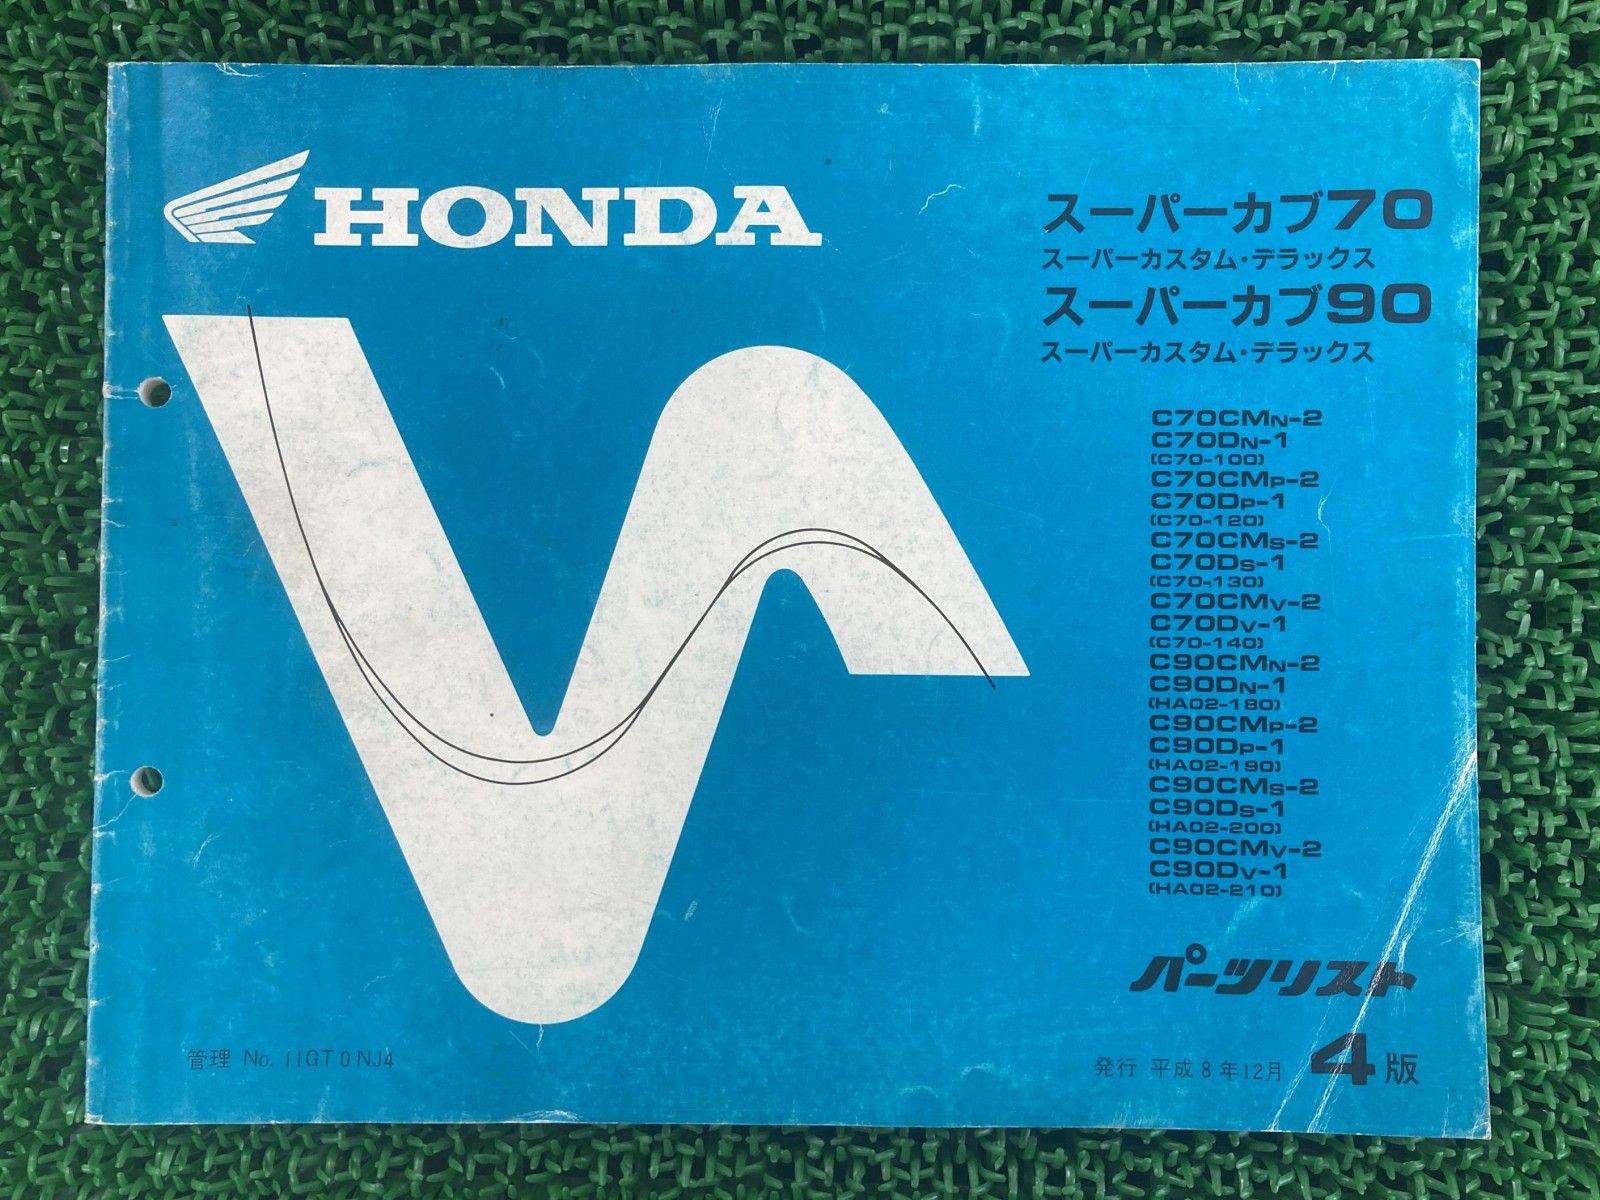 HONDA
スーパーカブ70
スーパーカスタム・デラックス
スーパーカブ90
スーパーカスタム・デラックス
C70CMN-2
C70DN-1
(C70-100)
C70CMP-2
C70DP-1
(C70-120)
C70CMS-2
C70DS-1
(C70-130)
C70CMV-2
C70DV-1
(C70-140)
C90CMN-2
C90DN-1
(HA02-180)
C90CMP-2
C90DP-1
(HA02-190)
C90CMS-2
C90DS-1
(HA02-200)
C90CMV-2
C90DV-1
(HA02-210)
パーツリスト
管理 No. 11GT0NJ4
発行 平成8年12月 4版